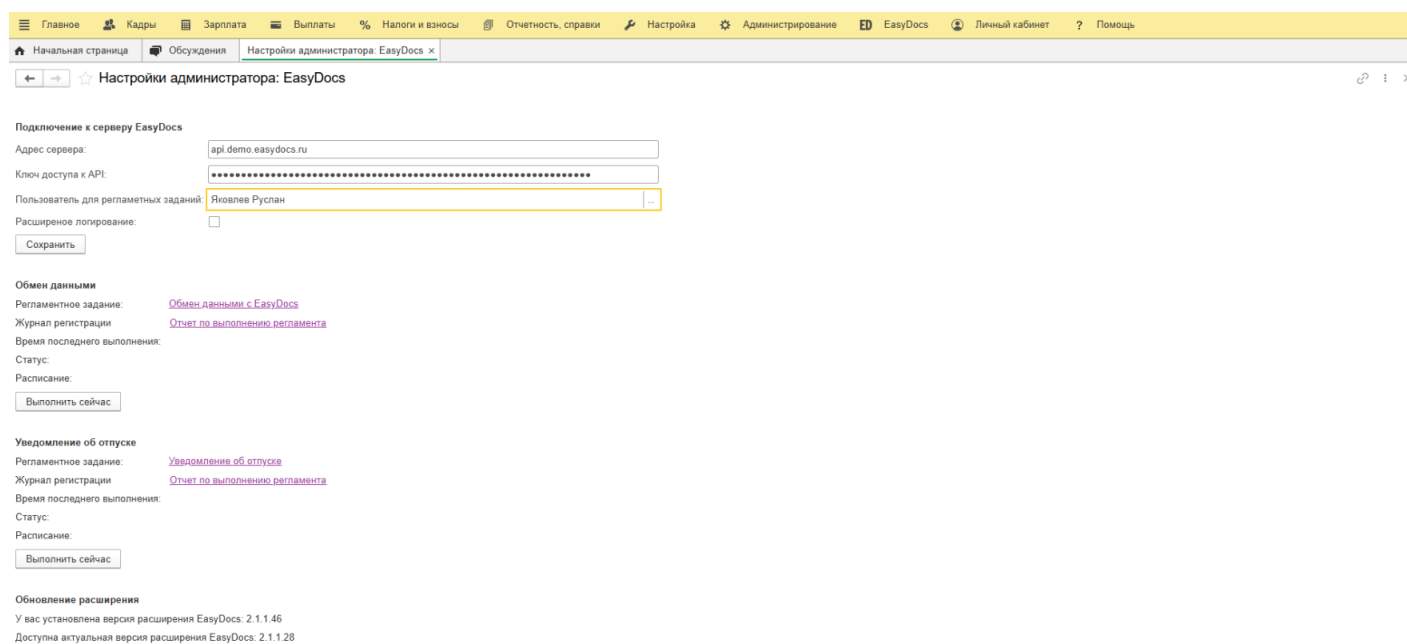 Главное Кадры Зарплата Выплаты % Налоги и взносы Отчетность, справки Настройка Администрирование ED EasyDocs Личный кабинет ? Помощь
Начальная страница Обсуждения Настройки администратора: EasyDocs ×
Настройки администратора: EasyDocs
Подключение к серверу EasyDocs
Адрес сервера: api.demo.easydocs.ru
Ключ доступа к API:
Пользователь для регламетных заданий: Яковлев Руслан ...
Расширеное логирование:
Сохранить
Обмен данными
Регламентное задание: Обмен данными с EasyDocs
Журнал регистрации Отчет по выполнению регламента
Время последнего выполнения:
Статус:
Расписание:
Выполнить сейчас
Уведомление об отпуске
Регламентное задание: Уведомление об отпуске
Журнал регистрации Отчет по выполнению регламента
Время последнего выполнения:
Статус:
Расписание:
Выполнить сейчас
Обновление расширения
У вас установлена версия расширения EasyDocs: 2.1.1.46
Доступна актуальная версия расширения EasyDocs: 2.1.1.28